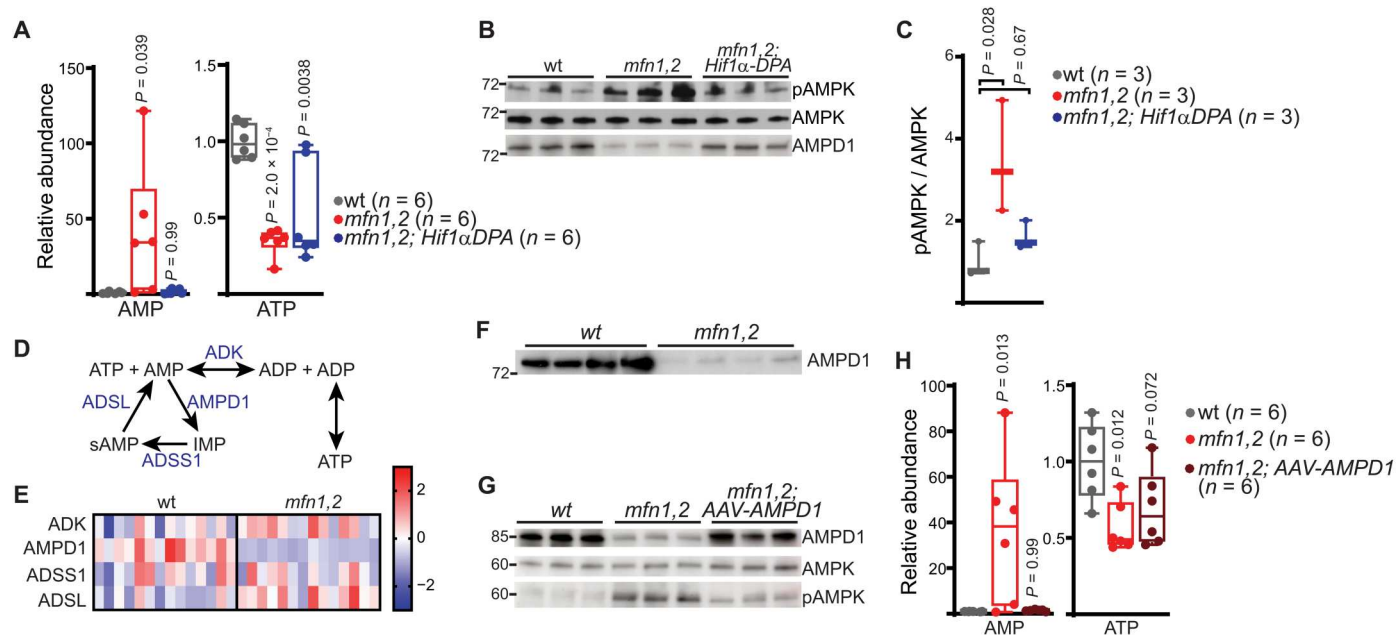 A
Relative abundance
150
100
50
P = 0.039
P = 0.99
AMP
1.5
1.0
0.5
P = 2.0 × 10⁻⁴
P = 0.0038
ATP
wt (n = 6)
mfn1,2 (n = 6)
mfn1,2; Hif1αDPA (n = 6)
B
wt
mfn1,2
mfn1,2;
Hif1α-DPA
72
pAMPK
72
AMPK
72
AMPD1
C
pAMPK / AMPK
6
4
2
P = 0.028
P = 0.67
wt (n = 3)
mfn1,2 (n = 3)
mfn1,2; Hif1αDPA (n = 3)
D
ATP + AMP
ADK
ADP + ADP
ADSL
AMPD1
sAMP
IMP
ADSS1
ATP
E
wt
mfn1,2
ADK
AMPD1
ADSS1
ADSL
2
0
−2
F
wt
mfn1,2
72
AMPD1
G
wt
mfn1,2
mfn1,2;
AAV-AMPD1
85
AMPD1
60
AMPK
60
pAMPK
H
Relative abundance
100
80
60
40
20
P = 0.013
P = 0.99
AMP
1.5
1.0
0.5
P = 0.012
P = 0.072
ATP
wt (n = 6)
mfn1,2 (n = 6)
mfn1,2; AAV-AMPD1
(n = 6)